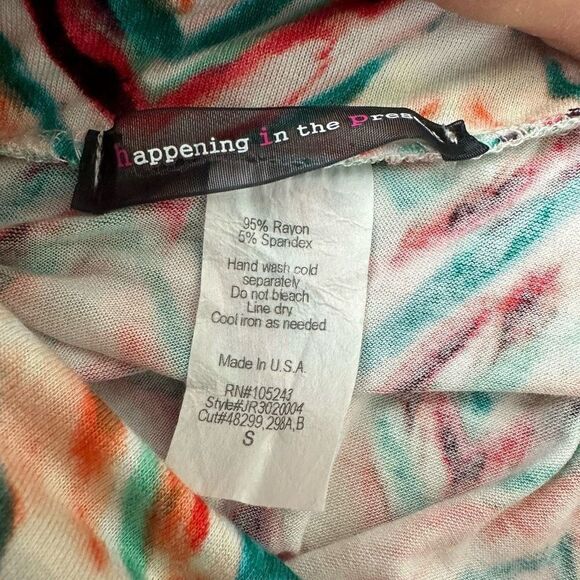 happening in the Pres
95% Rayon
5% Spandex
Hand wash cold
separately
Do not bleach
Line dry
Cool iron as needed
Made In U.S.A.
RN#105243
Style#JR3020004
Cut#48299,298A,B
S